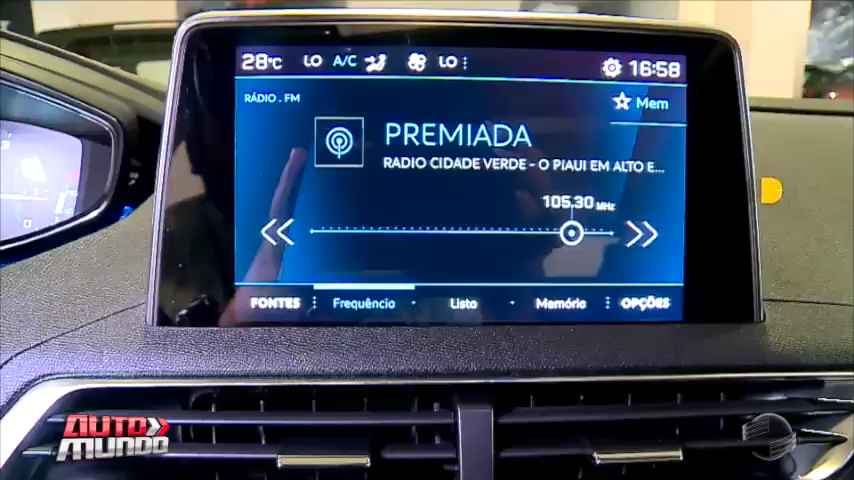 28°C LO A/C LO 16:58
RÁDIO . FM
Mem
PREMIADA
RADIO CIDADE VERDE - O PIAUI EM ALTO E...
105.30 MHz
FONTES Frequência Lista Memória OPÇÕES
AUTO
MUNDO